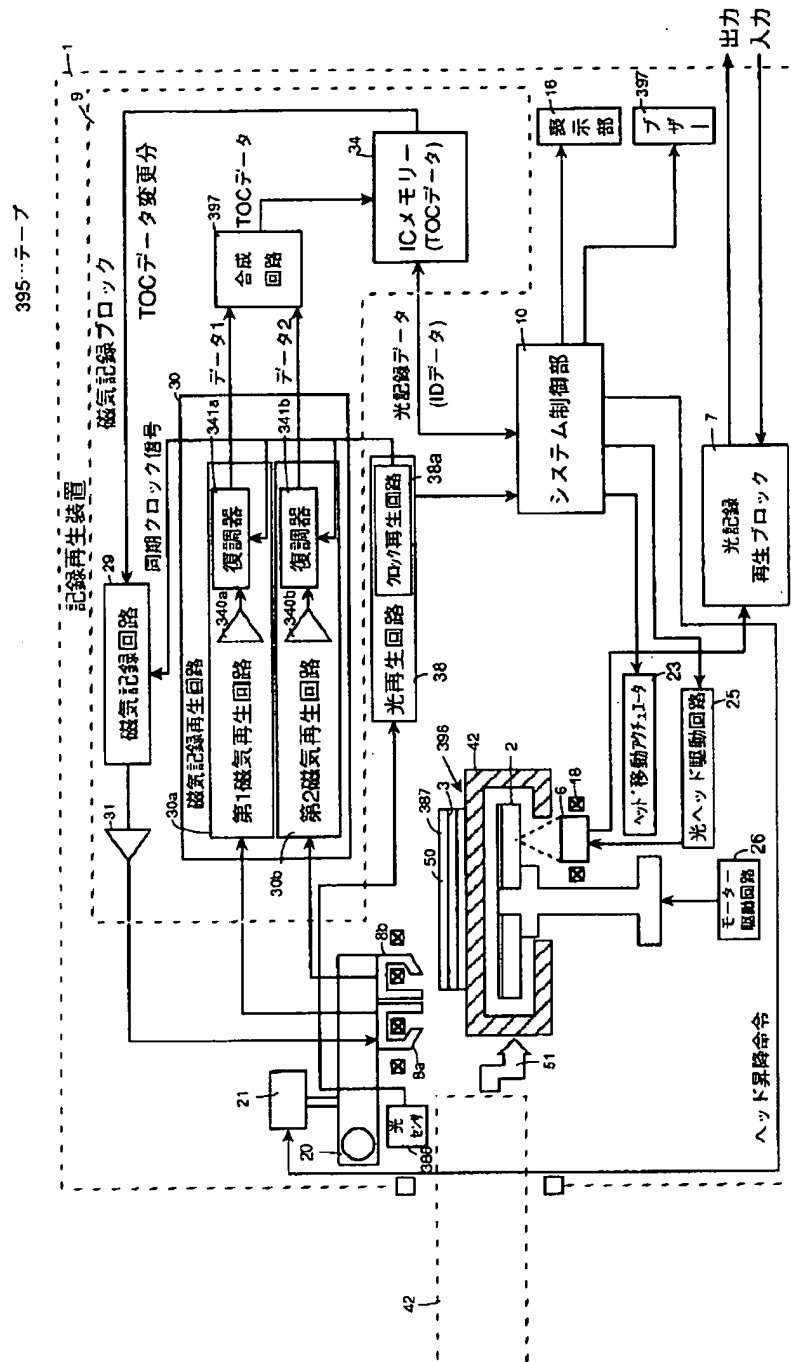 395…テープ
記録再生装置
1
9
磁気記録ブロック
TOCデータ変更分
29
磁気記録回路
同期クロック信号
31
30
磁気記録再生回路
30a
第1磁気再生回路
340a
復調器
341a
データ1
30b
第2磁気再生回路
340b
復調器
341b
データ2
397
合成
回路
TOCデータ
34
ICメモリー
(TOCデータ)
光再生回路
38
クロック再生回路
38a
光記録データ
(IDデータ)
10
システム制御部
16
表示部
397
ブザー
出力
入力
7
光記録
再生ブロック
21
20
8a
8b
光
センサ
386
387
50
3
398
42
2
6
18
51
ヘッド移動アクチュエータ
23
光ヘッド駆動回路
25
26
モーター
駆動回路
ヘッド昇降命令
42